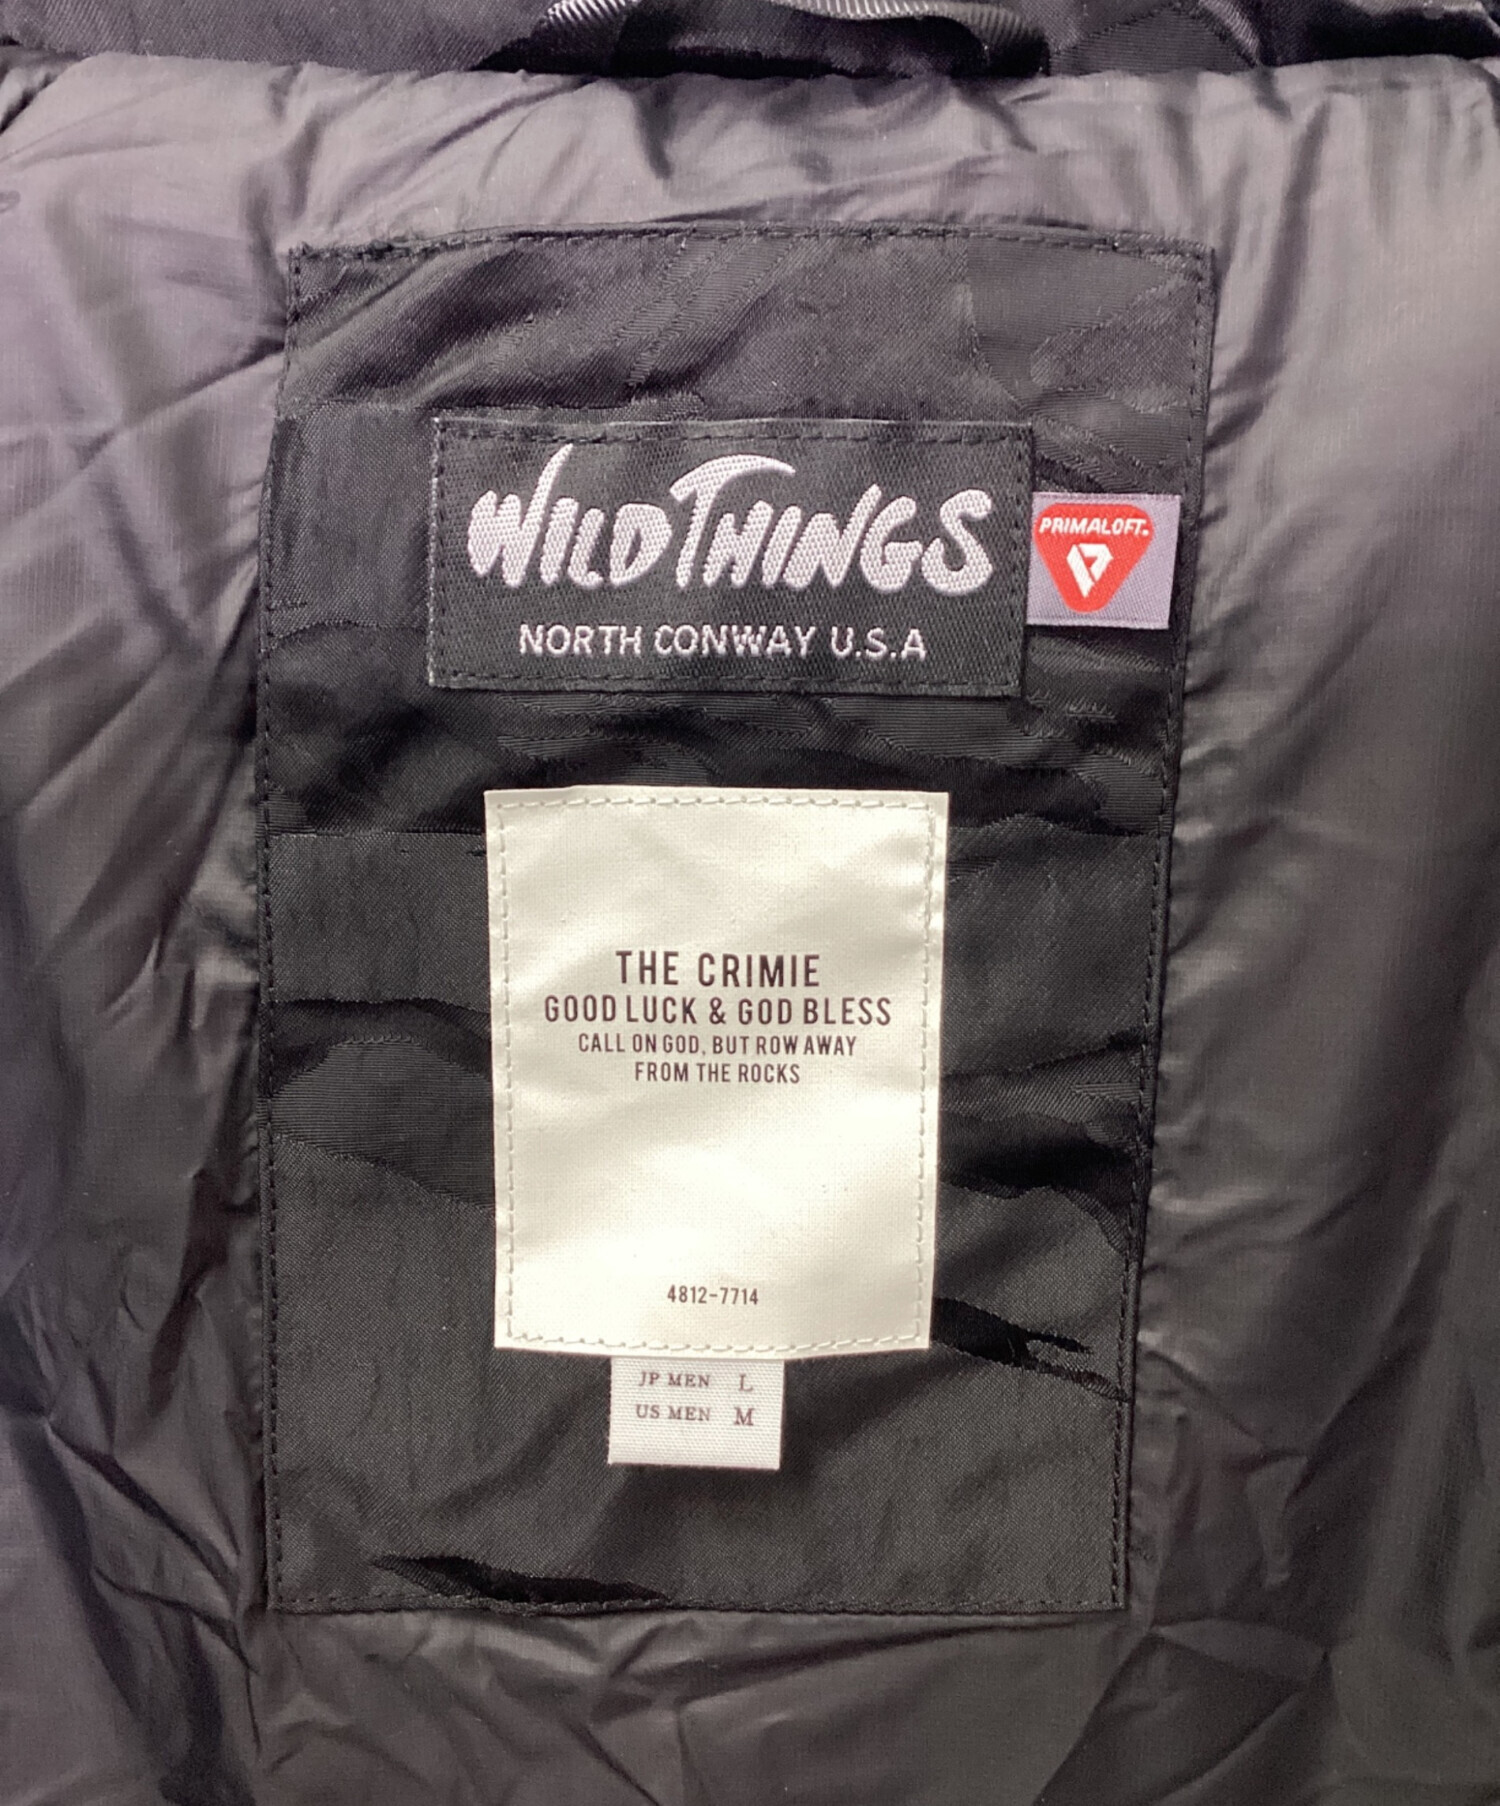 WILDTHINGS
NORTH CONWAY U.S.A
PRIMALOFT.
THE CRIMIE
GOOD LUCK & GOD BLESS
CALL ON GOD, BUT ROW AWAY
FROM THE ROCKS
4812-7714
JP MEN L
US MEN M